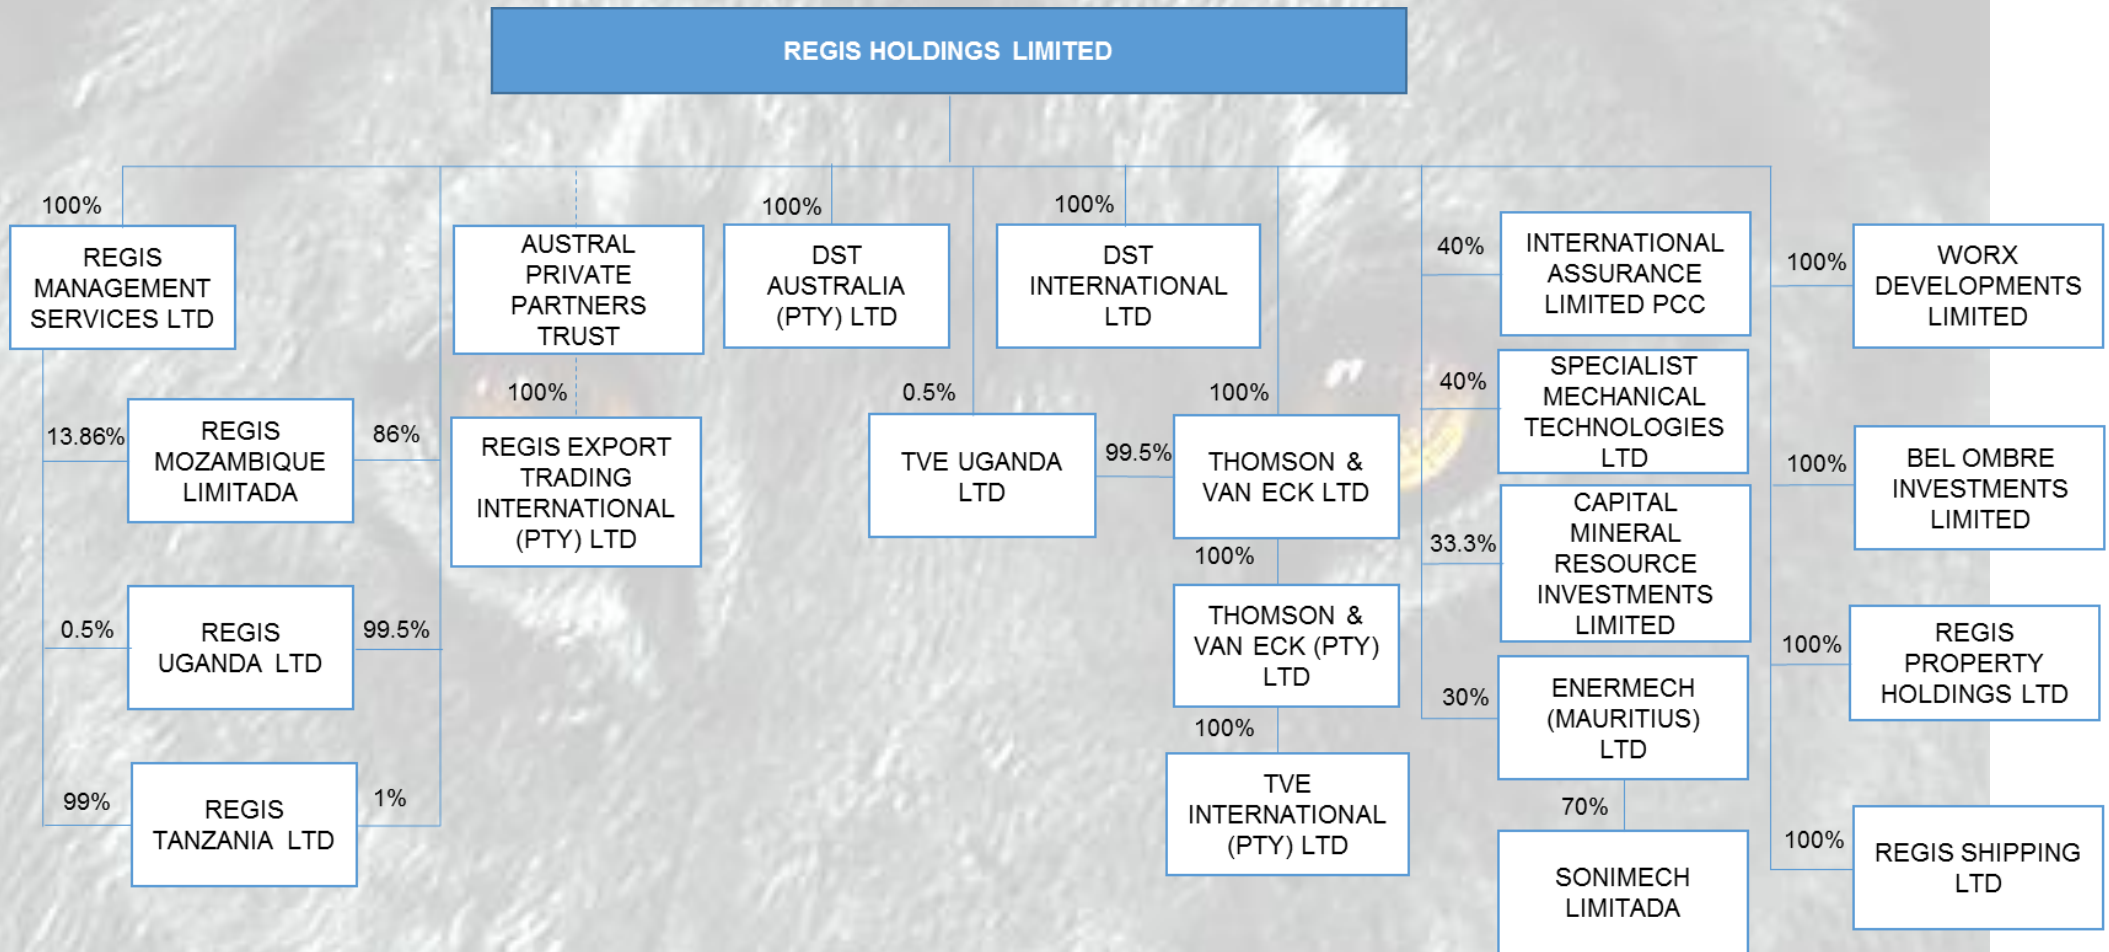 REGIS HOLDINGS LIMITED
100%
REGIS
MANAGEMENT
SERVICES LTD
13.86%
REGIS
MOZAMBIQUE
LIMITADA
86%
0.5%
REGIS
UGANDA LTD
99.5%
99%
REGIS
TANZANIA LTD
1%
AUSTRAL
PRIVATE
PARTNERS
TRUST
100%
REGIS EXPORT
TRADING
INTERNATIONAL
(PTY) LTD
100%
DST
AUSTRALIA
(PTY) LTD
0.5%
TVE UGANDA
LTD
99.5%
100%
DST
INTERNATIONAL
LTD
100%
THOMSON &
VAN ECK LTD
100%
THOMSON &
VAN ECK (PTY)
LTD
100%
TVE
INTERNATIONAL
(PTY) LTD
40%
INTERNATIONAL
ASSURANCE
LIMITED PCC
40%
SPECIALIST
MECHANICAL
TECHNOLOGIES
LTD
33.3%
CAPITAL
MINERAL
RESOURCE
INVESTMENTS
LIMITED
30%
ENERMECH
(MAURITIUS)
LTD
70%
SONIMECH
LIMITADA
100%
WORX
DEVELOPMENTS
LIMITED
100%
BEL OMBRE
INVESTMENTS
LIMITED
100%
REGIS
PROPERTY
HOLDINGS LTD
100%
REGIS SHIPPING
LTD